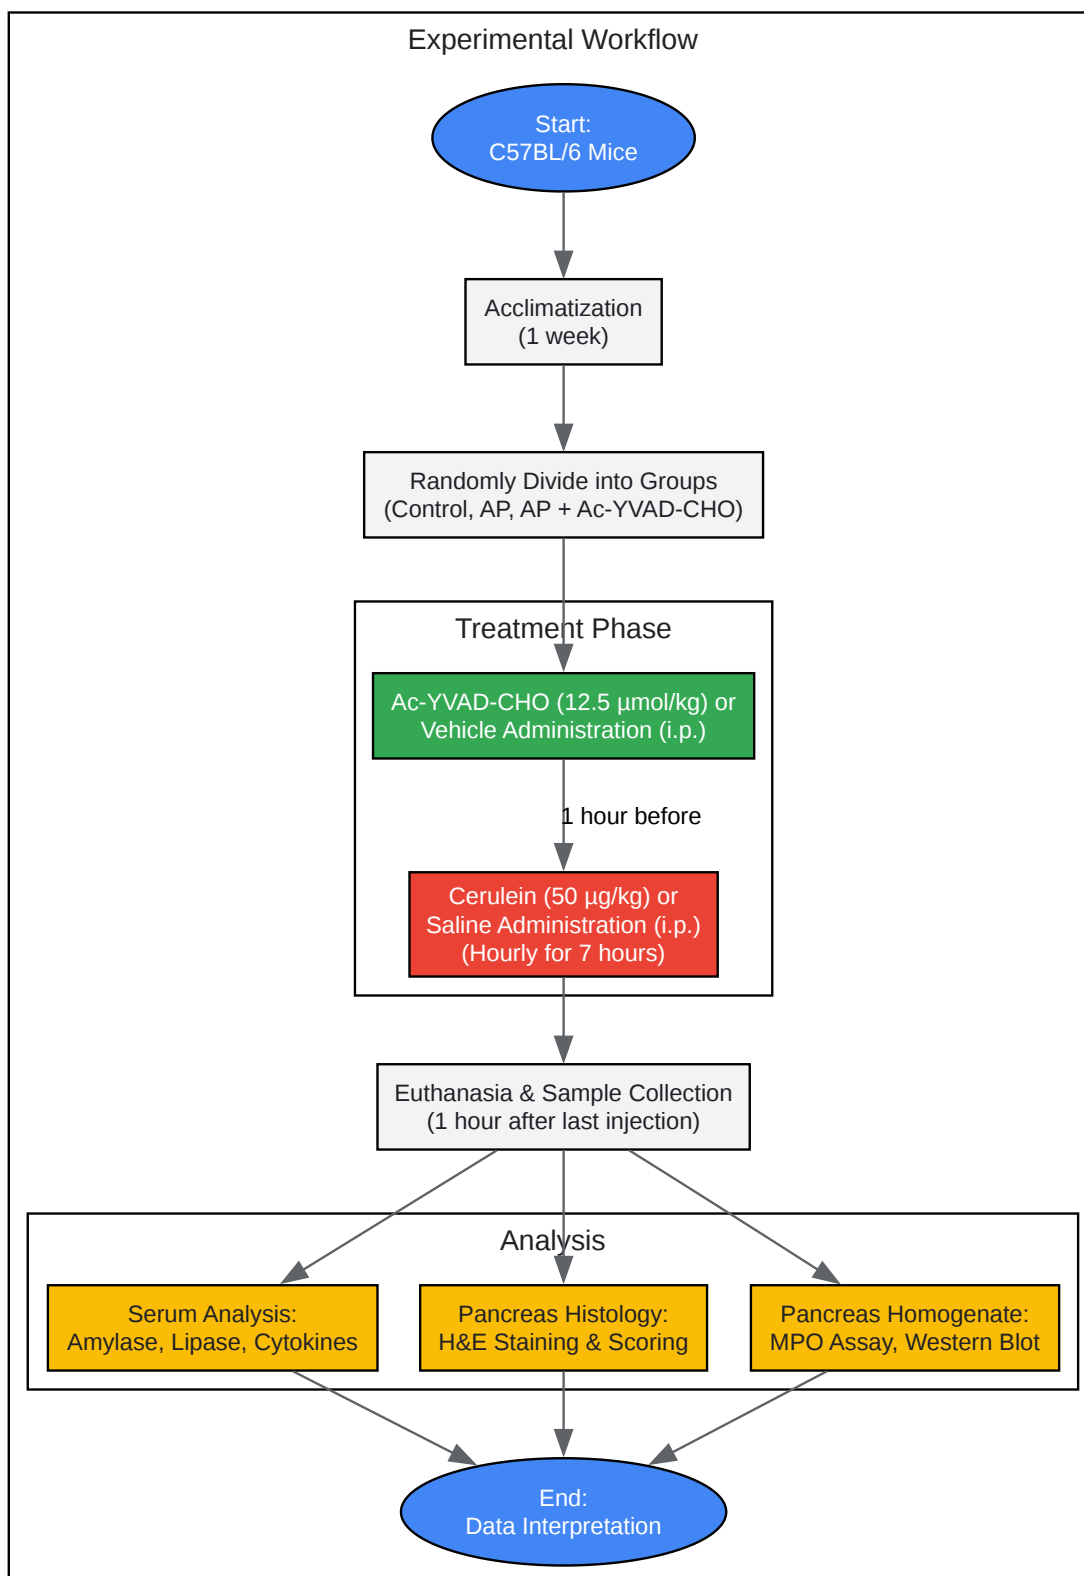 Experimental Workflow
Start:
C57BL/6 Mice
Acclimatization
(1 week)
Randomly Divide into Groups
(Control, AP, AP + Ac-YVAD-CHO)
Treatment Phase
Ac-YVAD-CHO (12.5 µmol/kg) or
Vehicle Administration (i.p.)
1 hour before
Cerulein (50 µg/kg) or
Saline Administration (i.p.)
(Hourly for 7 hours)
Euthanasia & Sample Collection
(1 hour after last injection)
Analysis
Serum Analysis:
Amylase, Lipase, Cytokines
Pancreas Histology:
H&E Staining & Scoring
Pancreas Homogenate:
MPO Assay, Western Blot
End:
Data Interpretation